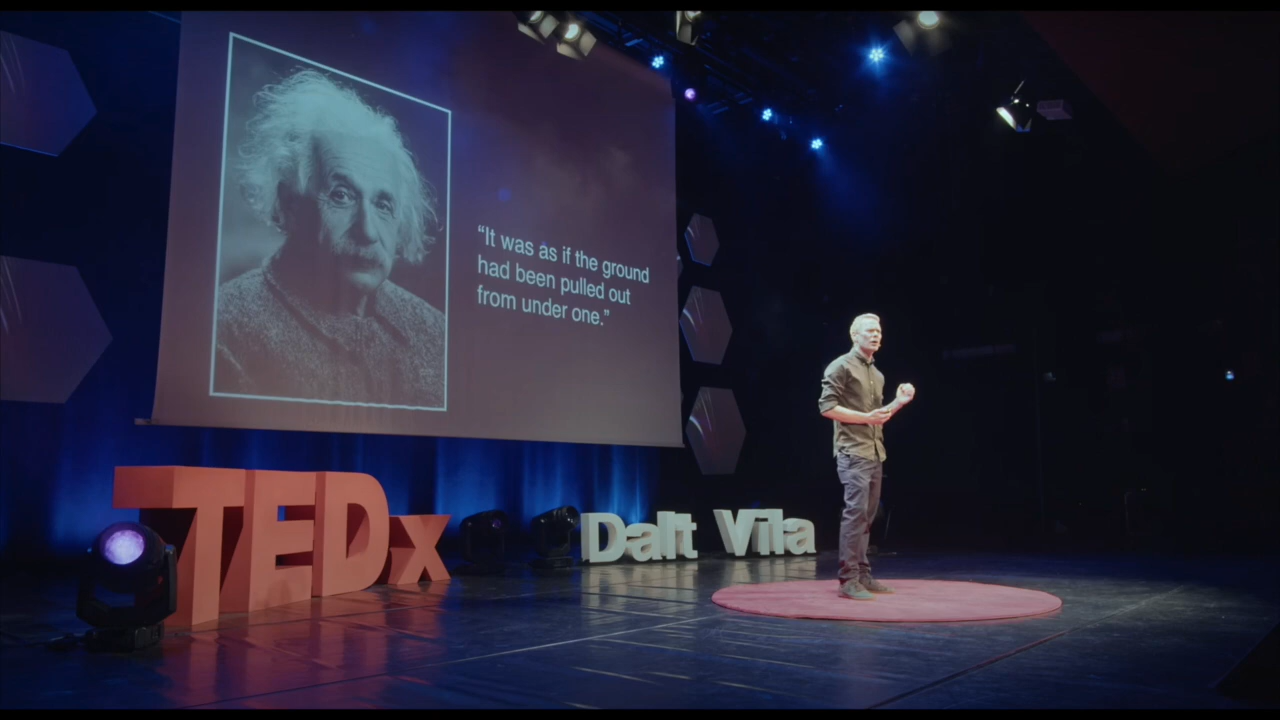 “It was as if the ground
had been pulled out
from under one.”
TEDx
Dalt Vila